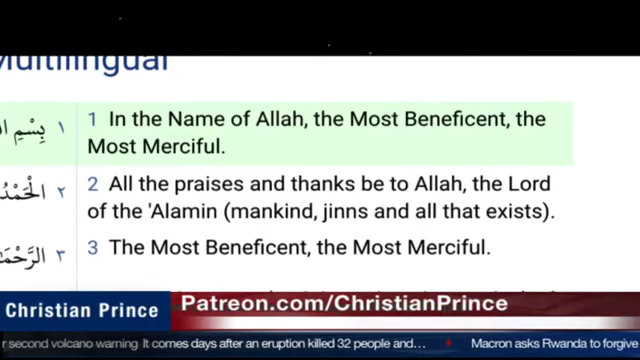 Multilingual
بِسْمِ
١
1 In the Name of Allah, the Most Beneficent, the
Most Merciful.
الْحَمْدُ
٢
2 All the praises and thanks be to Allah, the Lord
of the 'Alamin (mankind, jinns and all that exists).
٣
3 The Most Beneficent, the Most Merciful.
Christian Prince
Patreon.com/ChristianPrince
second volcano warning It comes days after an eruption killed 32 people and...
Macron asks Rwanda to forgive